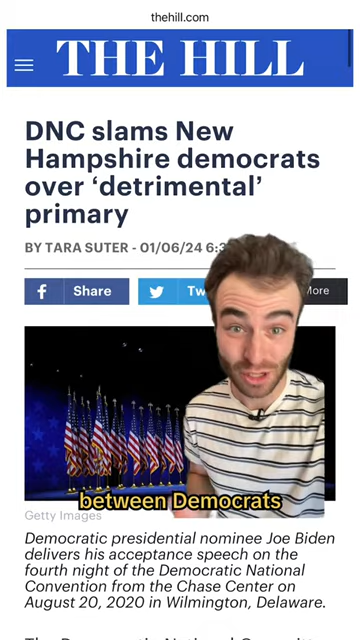 thehill.com
THE HILL
DNC slams New
Hampshire democrats
over ‘detrimental’
primary
BY TARA SUTER - 01/06/24 6:3
Share
Tw
More
between Democrats
Getty Images
Democratic presidential nominee Joe Biden
delivers his acceptance speech on the
fourth night of the Democratic National
Convention from the Chase Center on
August 20, 2020 in Wilmington, Delaware.